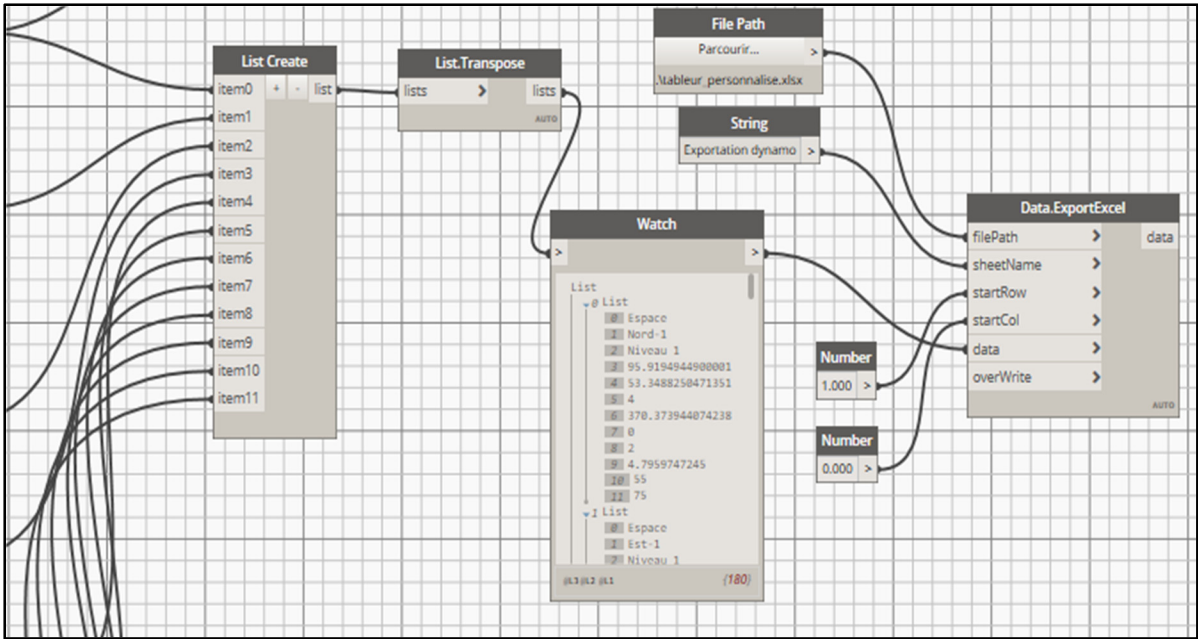 List Create
item0 + - list
item1
item2
item3
item4
item5
item6
item7
item8
item9
item10
item11
List.Transpose
lists > lists
AUTO
File Path
Parcourir... >
.\tableur_personnalise.xlsx
String
Exportation dynamo >
Watch
> >
List
0 List
0 Espace
1 Nord-1
2 Niveau 1
3 95.9194944900001
4 53.3488250471351
5 4
6 370.373944074238
7 0
8 2
9 4.7959747245
10 55
11 75
1 List
0 Espace
1 Est-1
2 Niveau 1
@L3 @L2 @L1 {180}
Number
1.000 >
Number
0.000 >
Data.ExportExcel
filePath > data
sheetName >
startRow >
startCol >
data >
overWrite >
AUTO